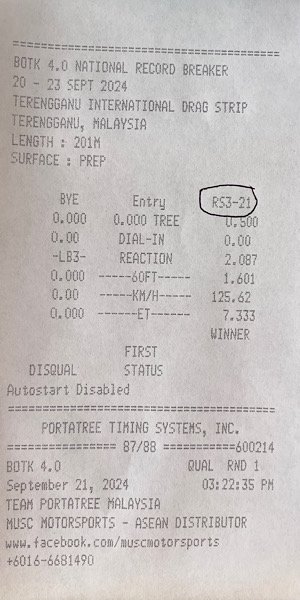 ==========================================
BOTK 4.0 NATIONAL RECORD BREAKER
20 - 23 SEPT 2024
TERENGGANU INTERNATIONAL DRAG STRIP
TERENGGANU, MALAYSIA
LENGTH : 201M
SURFACE : PREP
BYE Entry RS3-21
0.000 0.000 TREE 0.500
0.00 DIAL-IN 0.00
-LB3- REACTION 2.087
0.000 -----60FT----- 1.601
0.00 -----KM/H----- 125.62
0.000 ------ET------ 7.333
WINNER
FIRST
DISQUAL STATUS
Autostart Disabled
==========================================
PORTATREE TIMING SYSTEMS, INC.
================ 87/88 ===========600214
BOTK 4.0 QUAL RND 1
September 21, 2024 03:22:35 PM
TEAM PORTATREE MALAYSIA
MUSC MOTORSPORTS - ASEAN DISTRIBUTOR
www.facebook.com/muscmotorsports
+6016-6681490